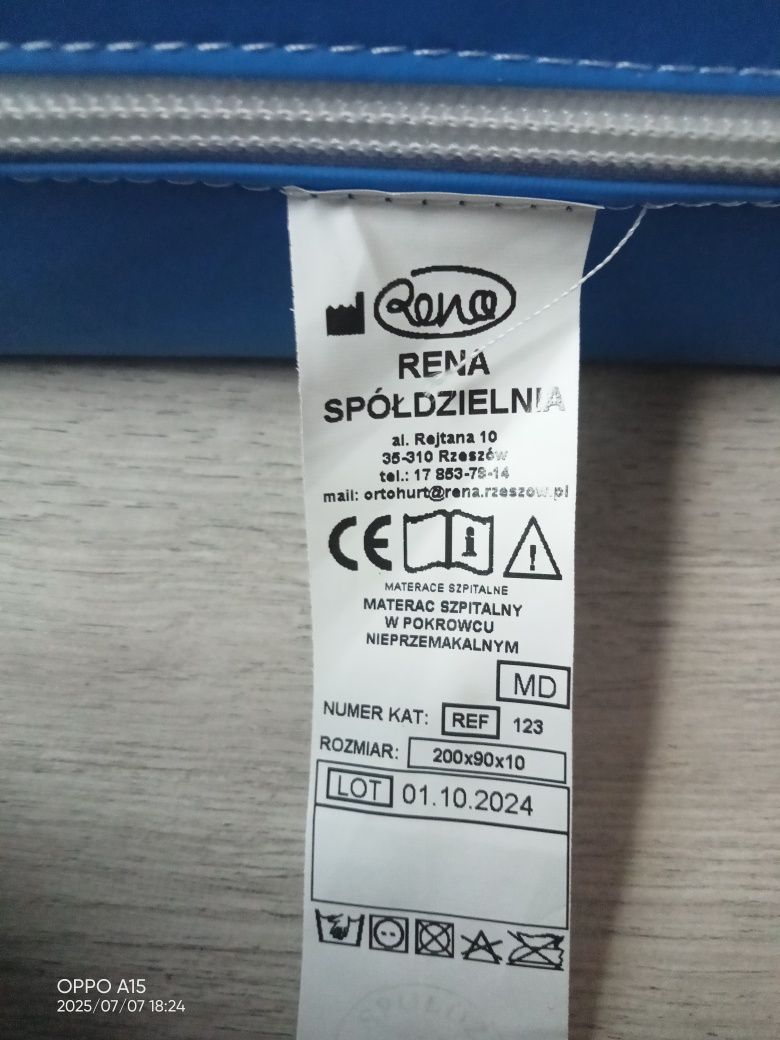 Rena
RENA
SPÓŁDZIELNIA
al. Rejtana 10
35-310 Rzeszów
tel.: 17 853-79-14
mail: ortohurt@rena.rzeszow.pl
CE
MATERACE SZPITALNE
MATERAC SZPITALNY
W POKROWCU
NIEPRZEMAKALNYM
MD
NUMER KAT: REF 123
ROZMIAR: 200x90x10
LOT 01.10.2024
OPPO A15
2025/07/07 18:24